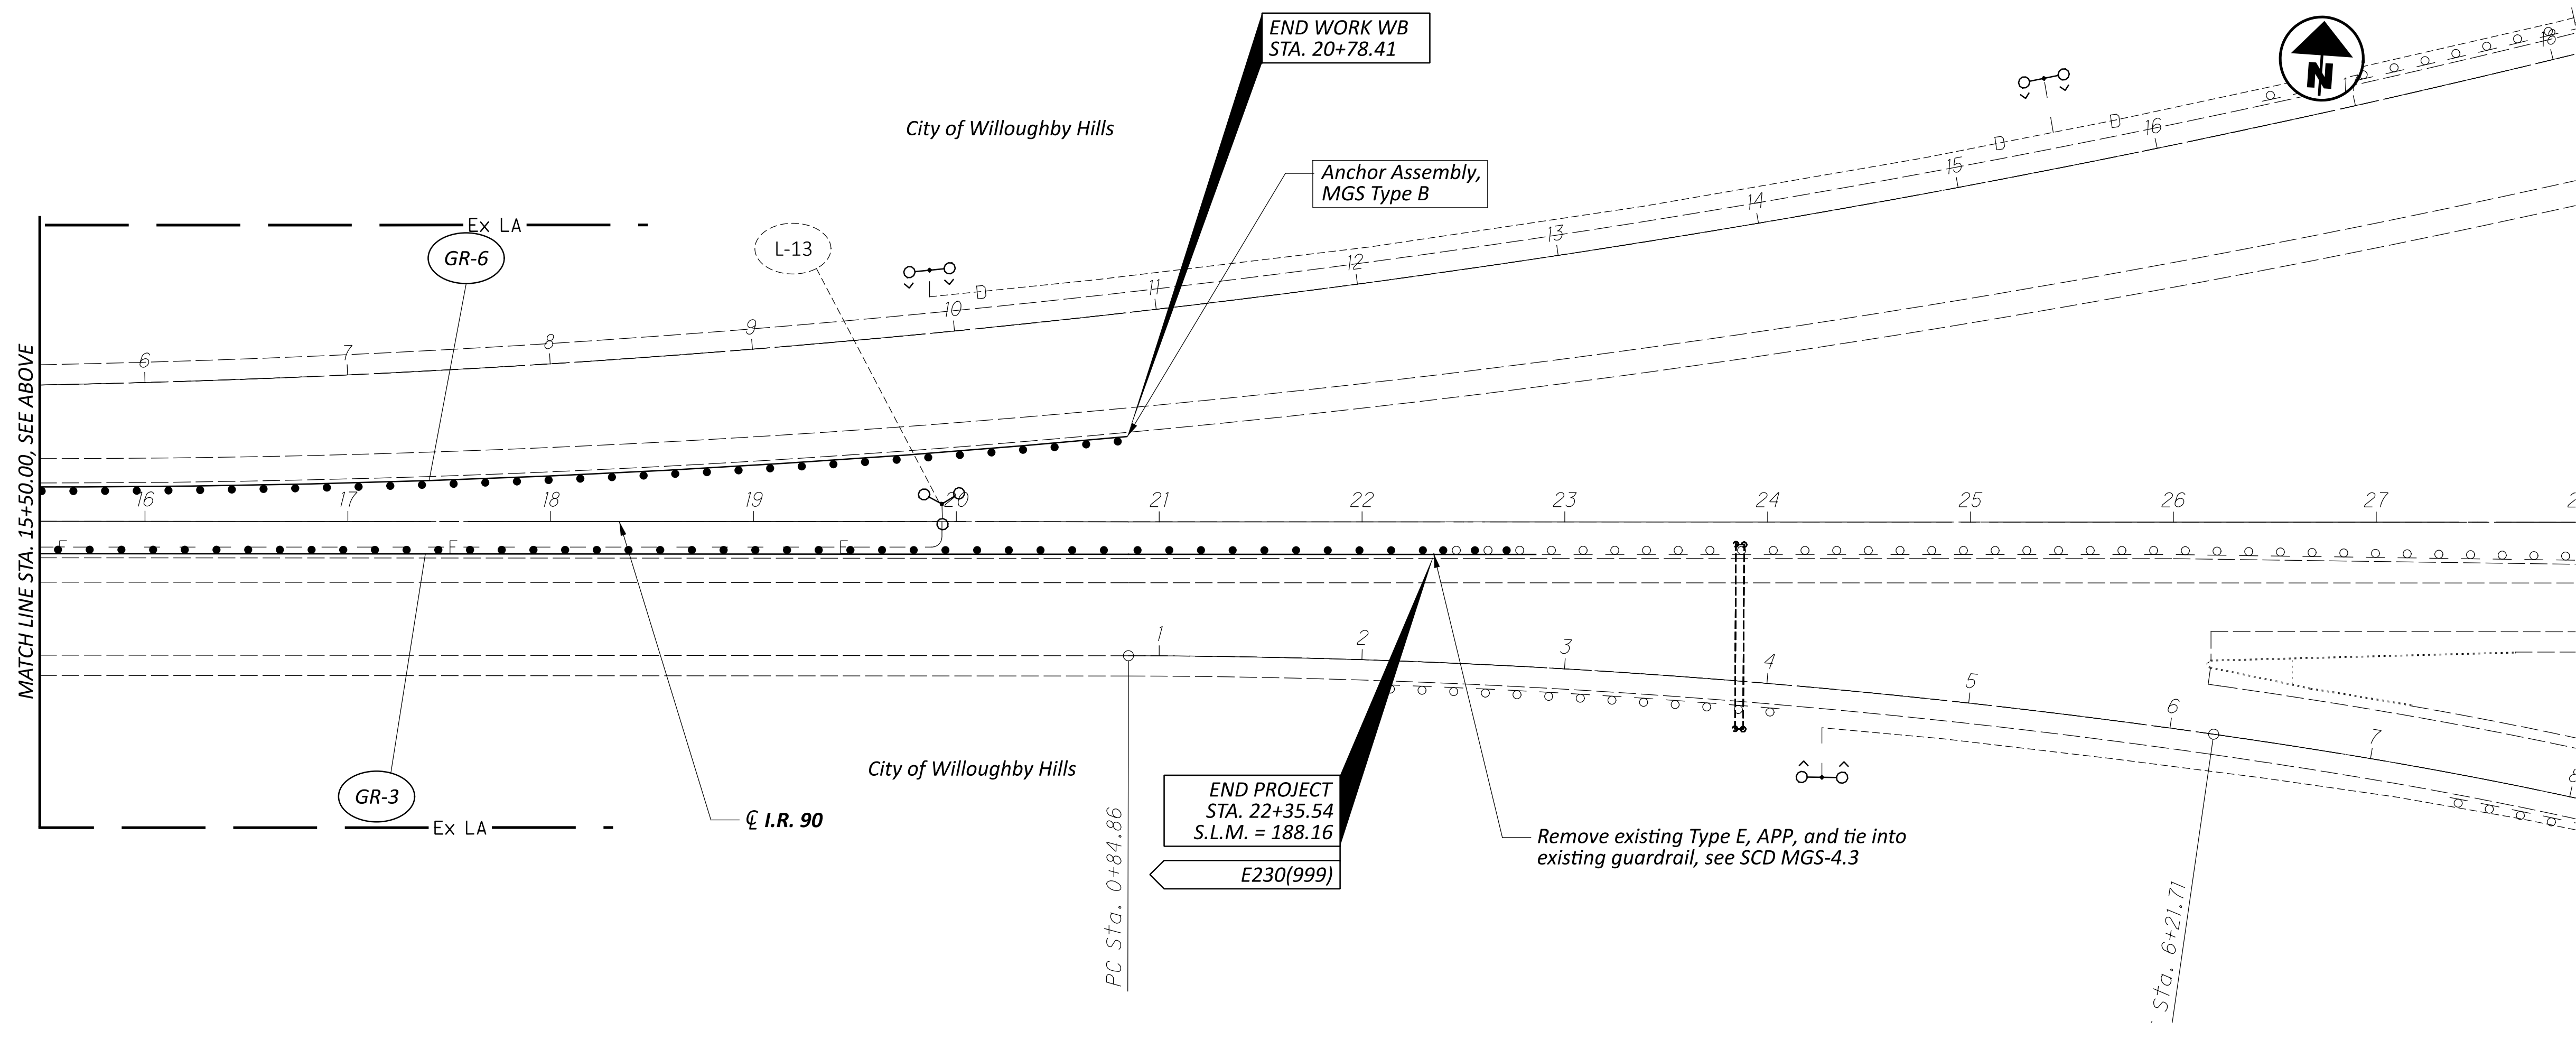 END WORK WB
STA. 20+78.41
N
City of Willoughby Hills
Anchor Assembly,
MGS Type B
Ex LA
GR-6
L-13
D
D
D
6 7 8 9 10 11 12 13 14 15 16 18
MATCH LINE STA. 15+50.00, SEE ABOVE
16 17 18 19 20 21 22 23 24 25 26 27
E E E
1 2 3 4 5 6 7
GR-3
Ex LA
℄ I.R. 90
City of Willoughby Hills
PC Sta. 0+84.86
END PROJECT
STA. 22+35.54
S.L.M. = 188.16
E230(999)
Remove existing Type E, APP, and tie into
existing guardrail, see SCD MGS-4.3
Sta. 6+21.71